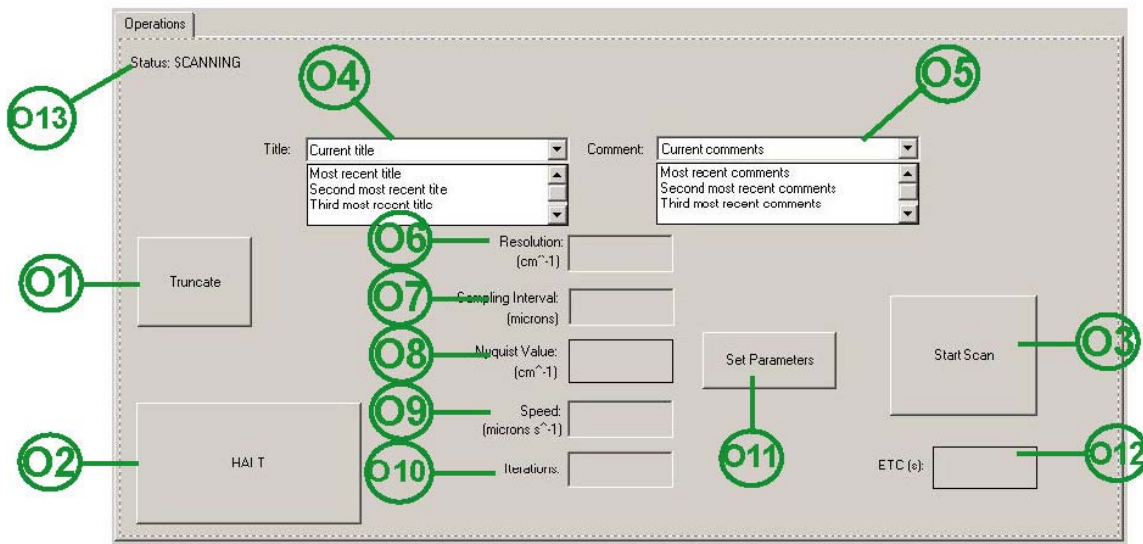 Operations
Status: SCANNING
O13
O4
O5
Title:
Current title
Comment:
Current comments
Most recent title
Second most recent title
Third most recent title
Most recent comments
Second most recent comments
Third most recent comments
O6
Resolution:
(cm^-1)
O1
Truncate
O7
Sampling Interval:
(microns)
O8
Nyquist Value:
(cm^-1)
Set Parameters
Start Scan
O3
O9
Speed:
(microns s^-1)
O2
HALT
O10
Iterations:
O11
ETC (s):
O12